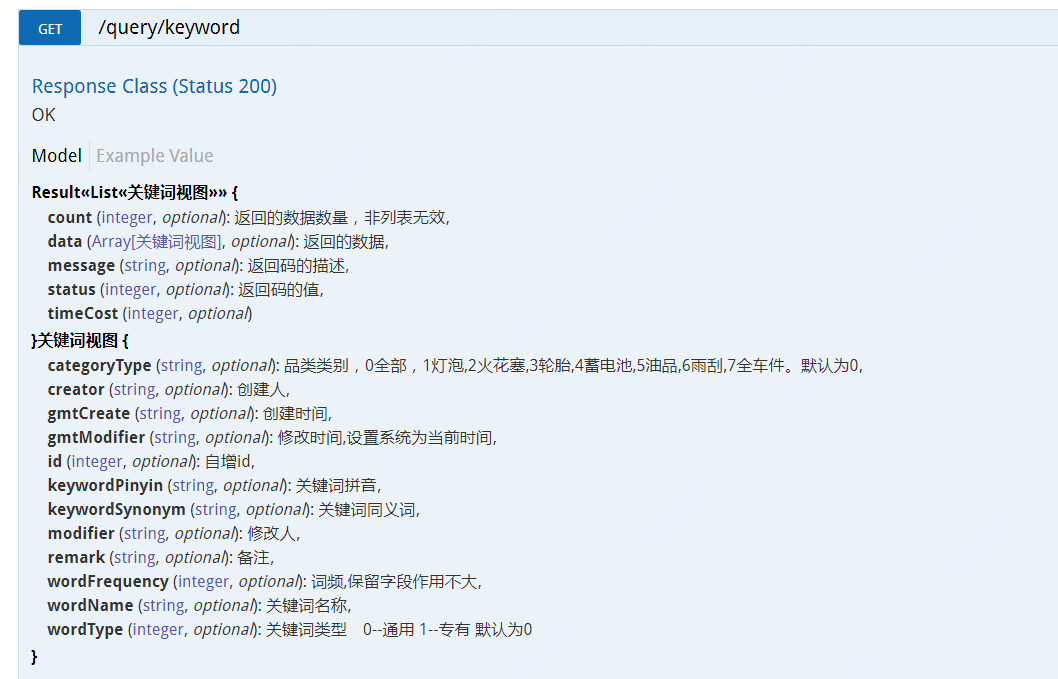 GET /query/keyword
Response Class (Status 200)
OK
Model Example Value
Result«List«关键词视图»» {
count (integer, optional): 返回的数据数量，非列表无效,
data (Array[关键词视图], optional): 返回的数据,
message (string, optional): 返回码的描述,
status (integer, optional): 返回码的值,
timeCost (integer, optional)
}关键词视图 {
categoryType (string, optional): 品类类别，0全部，1灯泡,2火花塞,3轮胎,4蓄电池,5油品,6雨刮,7全车件。默认为0,
creator (string, optional): 创建人,
gmtCreate (string, optional): 创建时间,
gmtModifier (string, optional): 修改时间,设置系统为当前时间,
id (integer, optional): 自增id,
keywordPinyin (string, optional): 关键词拼音,
keywordSynonym (string, optional): 关键词同义词,
modifier (string, optional): 修改人,
remark (string, optional): 备注,
wordFrequency (integer, optional): 词频,保留字段作用不大,
wordName (string, optional): 关键词名称,
wordType (integer, optional): 关键词类型 0--通用 1--专有 默认为0
}